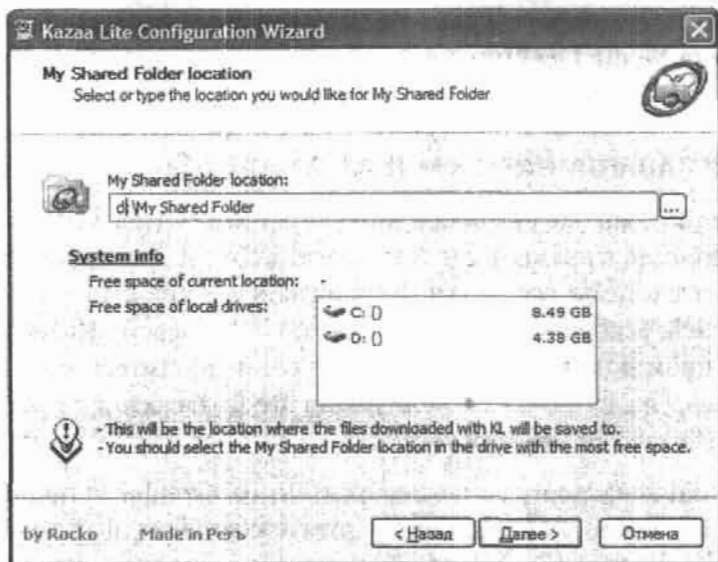 Kazaa Lite Configuration Wizard
My Shared Folder location
Select or type the location you would like for My Shared Folder
My Shared Folder location:
d:\My Shared Folder
...
System info
Free space of current location: -
Free space of local drives:
C: () 8.49 GB
D: () 4.38 GB
- This will be the location where the files downloaded with KL will be saved to.
- You should select the My Shared Folder location in the drive with the most free space.
by Rocko Made in Perъ
< Назад Далее > Отмена